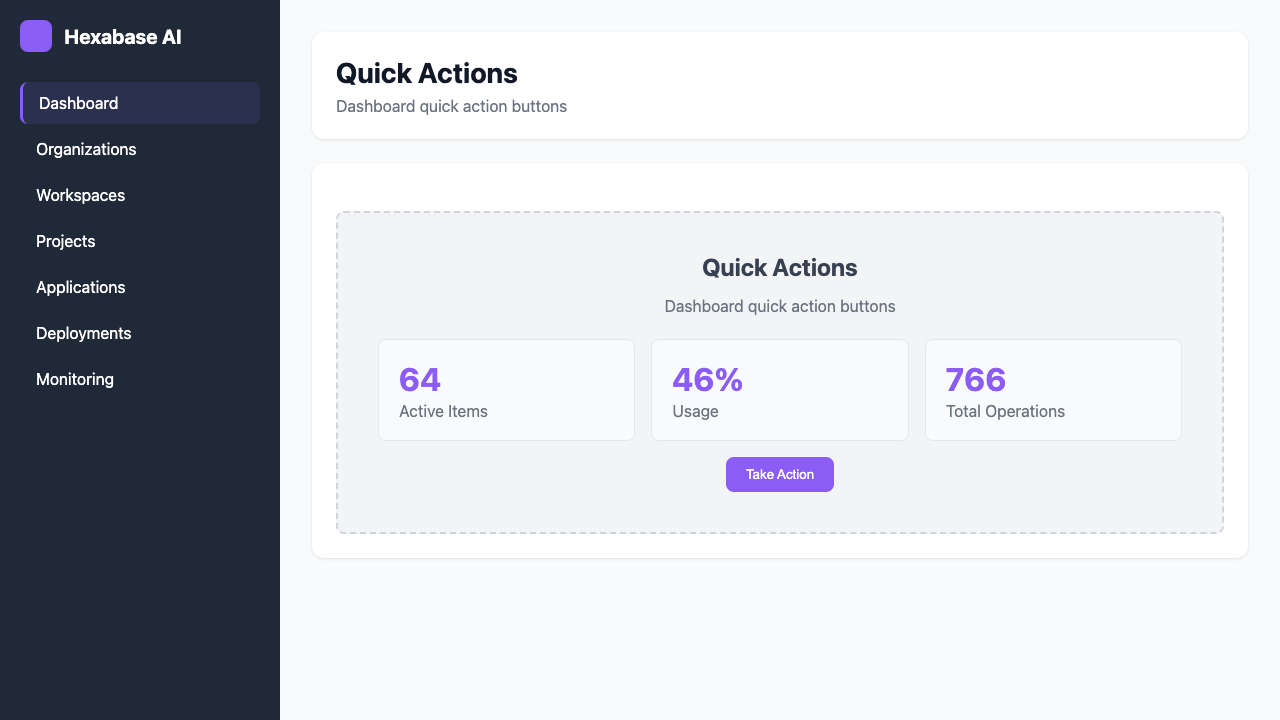 Hexabase AI
Dashboard
Organizations
Workspaces
Projects
Applications
Deployments
Monitoring
Quick Actions
Dashboard quick action buttons
Quick Actions
Dashboard quick action buttons
64
Active Items
46%
Usage
766
Total Operations
Take Action